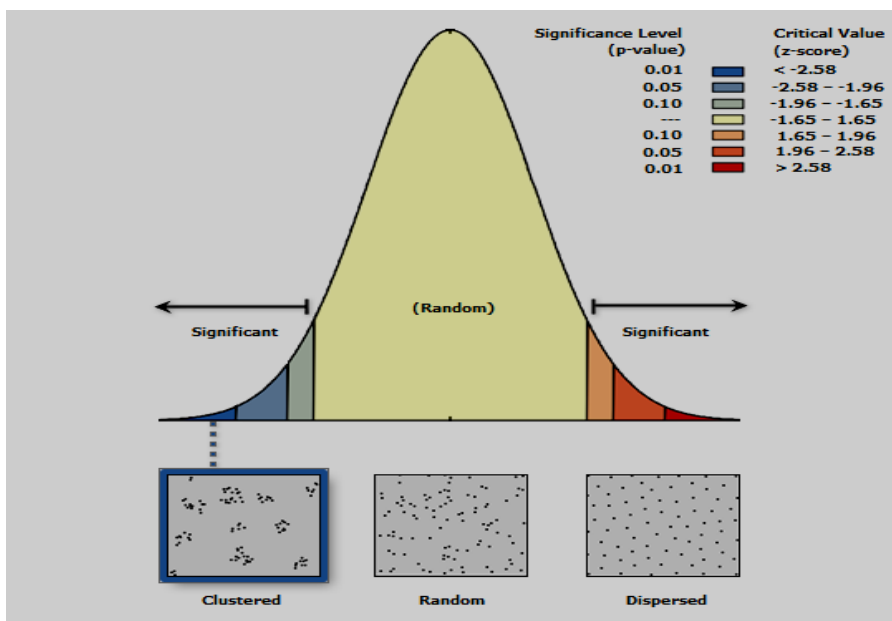 Significance Level Critical Value
(p-value) (z-score)
0.01 < -2.58
0.05 -2.58 – -1.96
0.10 -1.96 – -1.65
--- -1.65 – 1.65
0.10 1.65 – 1.96
0.05 1.96 – 2.58
0.01 > 2.58
(Random)
Significant Significant
Clustered Random Dispersed